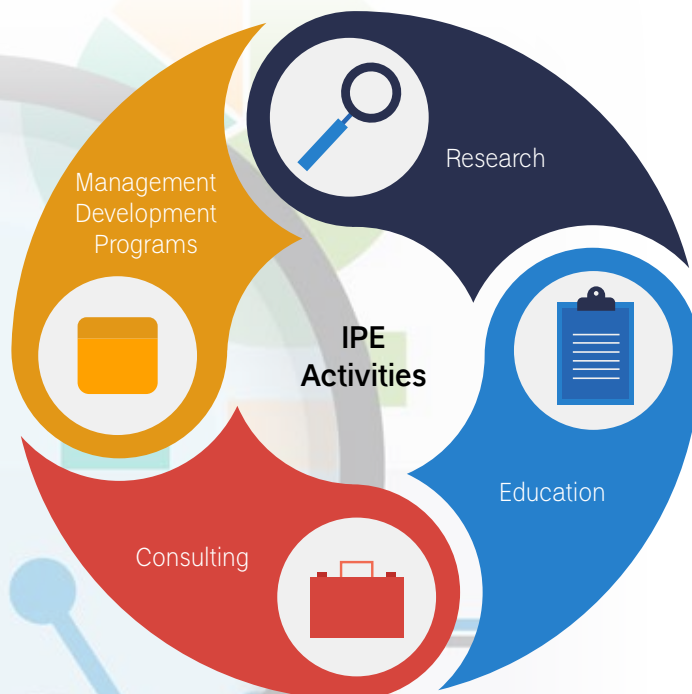 Research
Management
Development
Programs
IPE
Activities
Education
Consulting